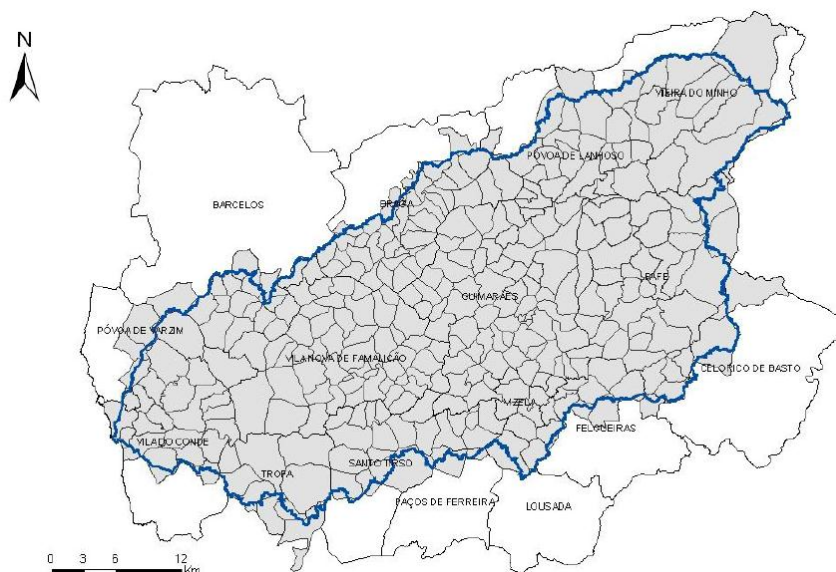 N
VIEIRA DO MINHO
PÓVOA DE LANHOSO
BARCELOS
BRAGA
FAFE
GUIMARÃES
PÓVOA DE VARZIM
VILA NOVA DE FAMALICÃO
CELORICO DE BASTO
VIZELA
FELGUEIRAS
VILA DO CONDE
SANTO TIRSO
TROFA
PAÇOS DE FERREIRA
LOUSADA
0 3 6 12
Km